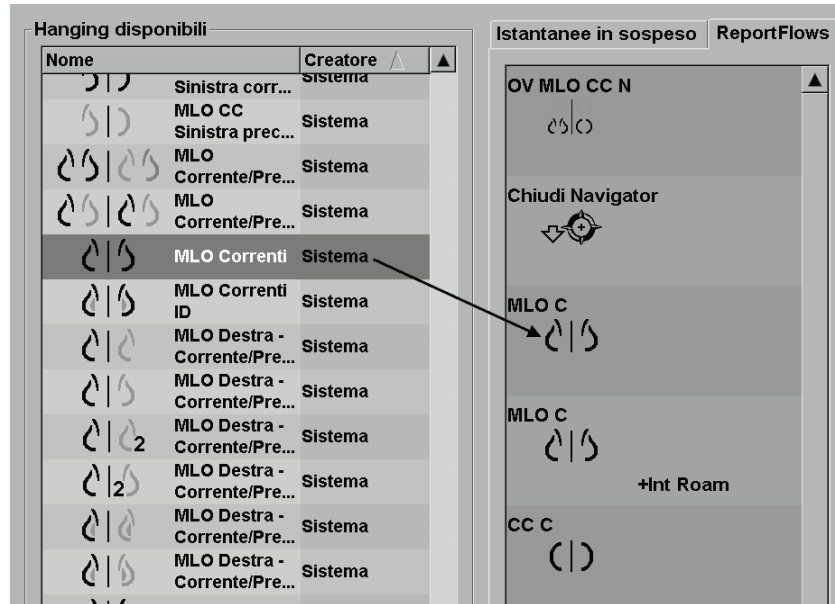 Hanging disponibili
Nome Creatore
Sinistra corr... Sistema
MLO CC
Sinistra prec... Sistema
MLO
Corrente/Pre... Sistema
MLO
Corrente/Pre... Sistema
MLO Correnti Sistema
MLO Correnti
ID Sistema
MLO Destra -
Corrente/Pre... Sistema
MLO Destra -
Corrente/Pre... Sistema
2 MLO Destra -
Corrente/Pre... Sistema
2 MLO Destra -
Corrente/Pre... Sistema
MLO Destra -
Corrente/Pre... Sistema
MLO Destra -
Corrente/Pre... Sistema
Istantanee in sospeso ReportFlows
OV MLO CC N
Chiudi Navigator
MLO C
MLO C
+Int Roam
CC C